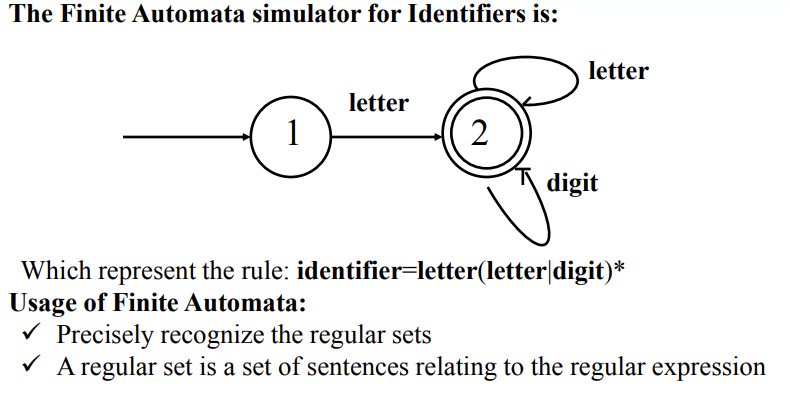 The Finite Automata simulator for Identifiers is:
letter
letter
1
2
digit
Which represent the rule: identifier=letter(letter|digit)*
Usage of Finite Automata:
✓ Precisely recognize the regular sets
✓ A regular set is a set of sentences relating to the regular expression